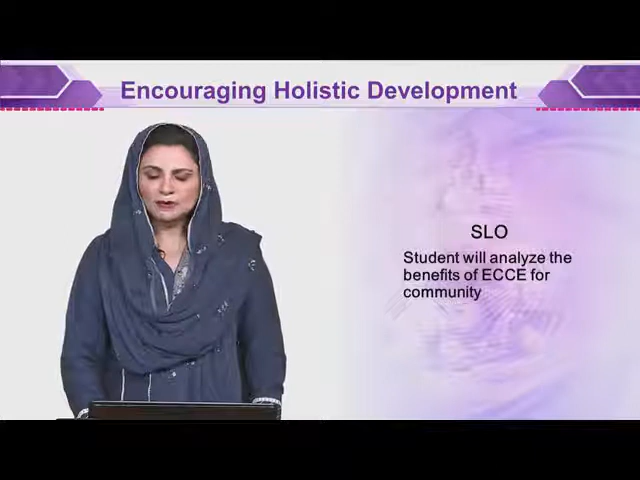 Encouraging Holistic Development
SLO
Student will analyze the
benefits of ECCE for
community